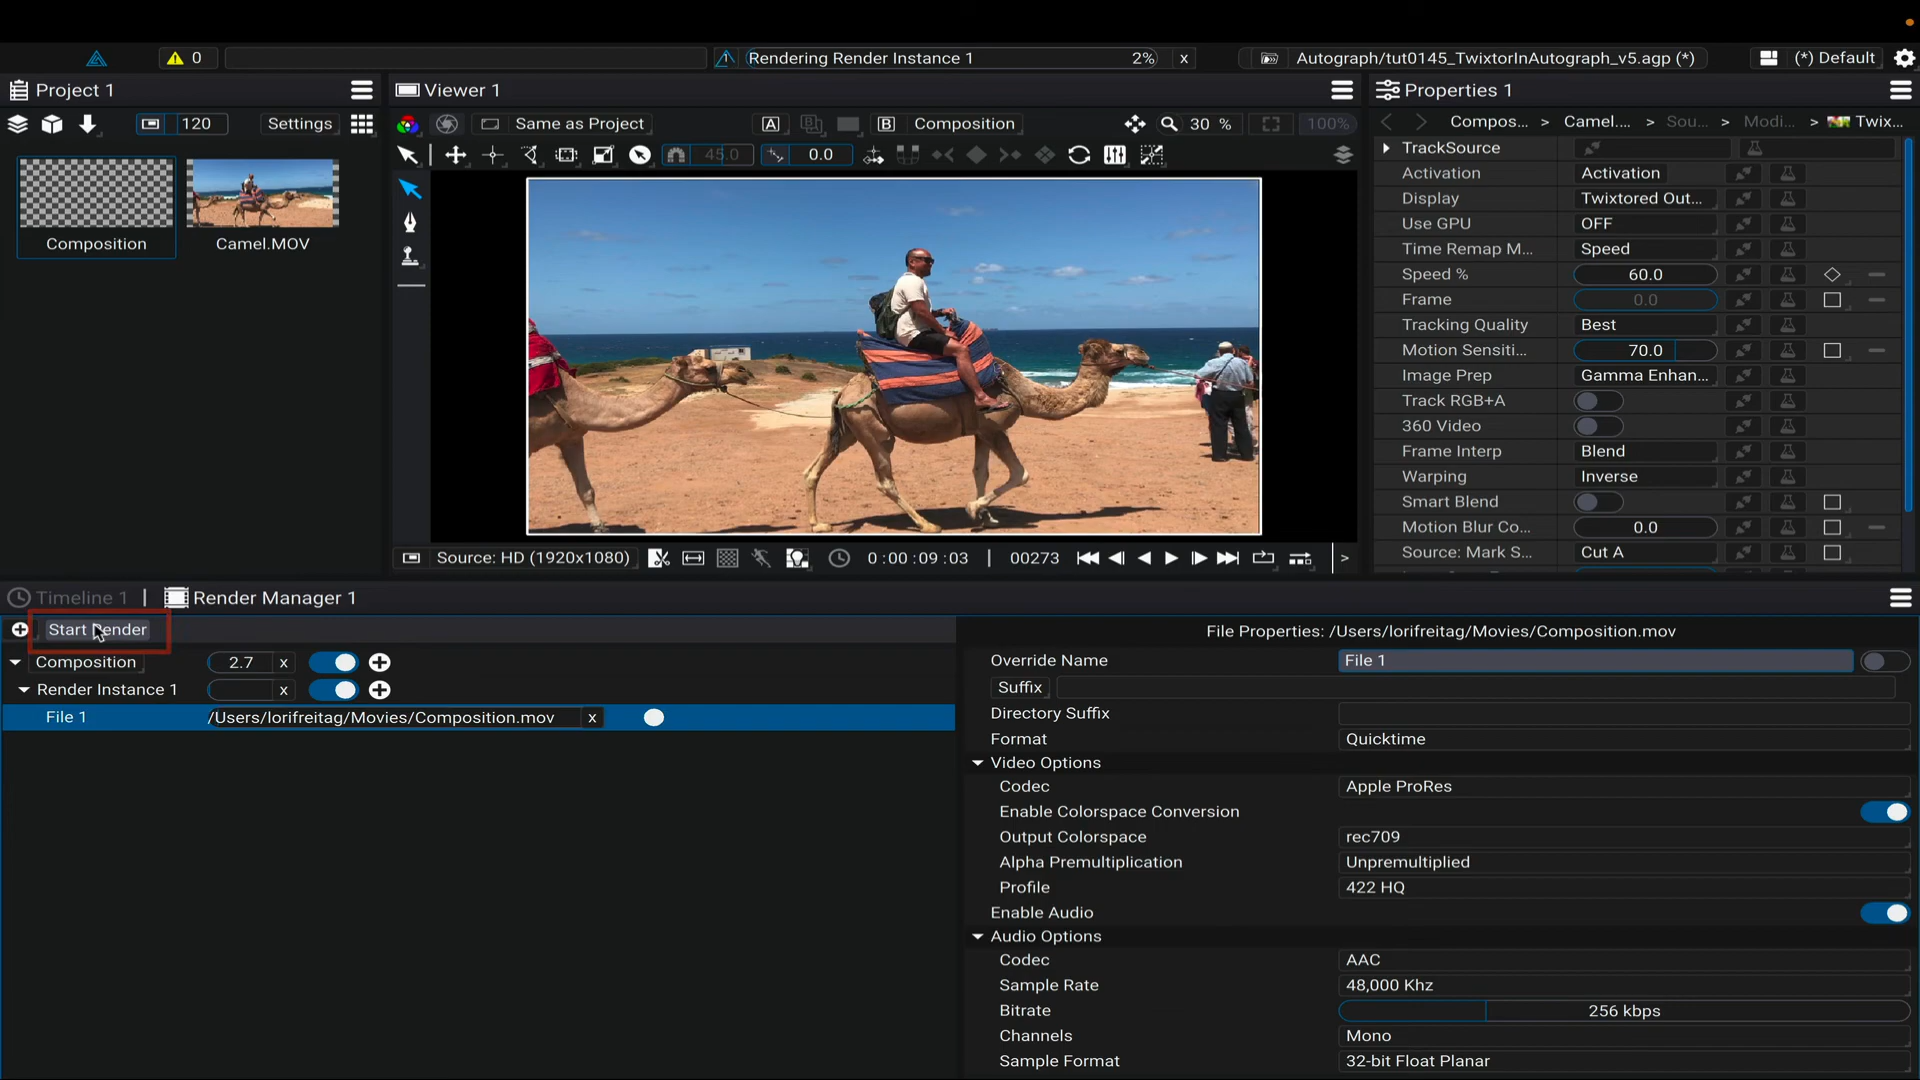 0
Rendering Render Instance 1 2% x
Autograph/tut0145_TwixtorInAutograph_v5.agp (*)
(*) Default
Project 1
Viewer 1
Properties 1
120 Settings
Same as Project
A
B Composition
30 %
100%
Compos... > Camel.... > Sou... > Modi... > Twix...
45.0
0.0
Composition
Camel.MOV
TrackSource
Activation Activation
Display Twixtored Out...
Use GPU OFF
Time Remap M... Speed
Speed % 60.0
Frame 0.0
Tracking Quality Best
Motion Sensiti... 70.0
Image Prep Gamma Enhan...
Track RGB+A
360 Video
Frame Interp Blend
Warping Inverse
Smart Blend
Motion Blur Co... 0.0
Source: Mark S... Cut A
Source: HD (1920x1080)
0:00:09:03 | 00273
>
Timeline 1 | Render Manager 1
Start Render
Composition 2.7 x
Render Instance 1 x
File 1 /Users/lorifreitag/Movies/Composition.mov x
File Properties: /Users/lorifreitag/Movies/Composition.mov
Override Name File 1
Suffix
Directory Suffix
Format Quicktime
Video Options
Codec Apple ProRes
Enable Colorspace Conversion
Output Colorspace rec709
Alpha Premultiplication Unpremultiplied
Profile 422 HQ
Enable Audio
Audio Options
Codec AAC
Sample Rate 48,000 Khz
Bitrate 256 kbps
Channels Mono
Sample Format 32-bit Float Planar